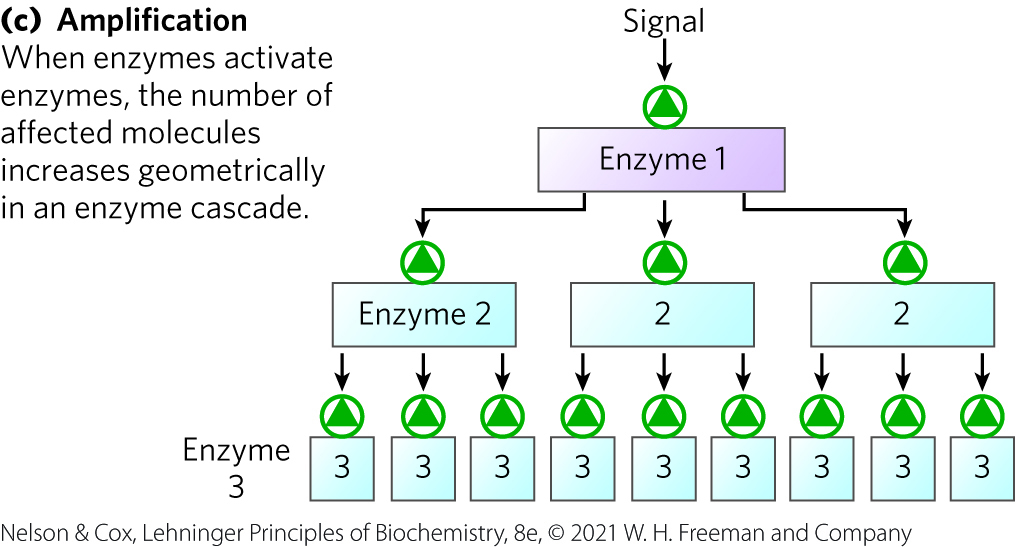 (c) Amplification
When enzymes activate
enzymes, the number of
affected molecules
increases geometrically
in an enzyme cascade.
Signal
Enzyme 1
Enzyme 2 2 2
Enzyme
3
3 3 3 3 3 3 3 3 3
Nelson & Cox, Lehninger Principles of Biochemistry, 8e, © 2021 W. H. Freeman and Company